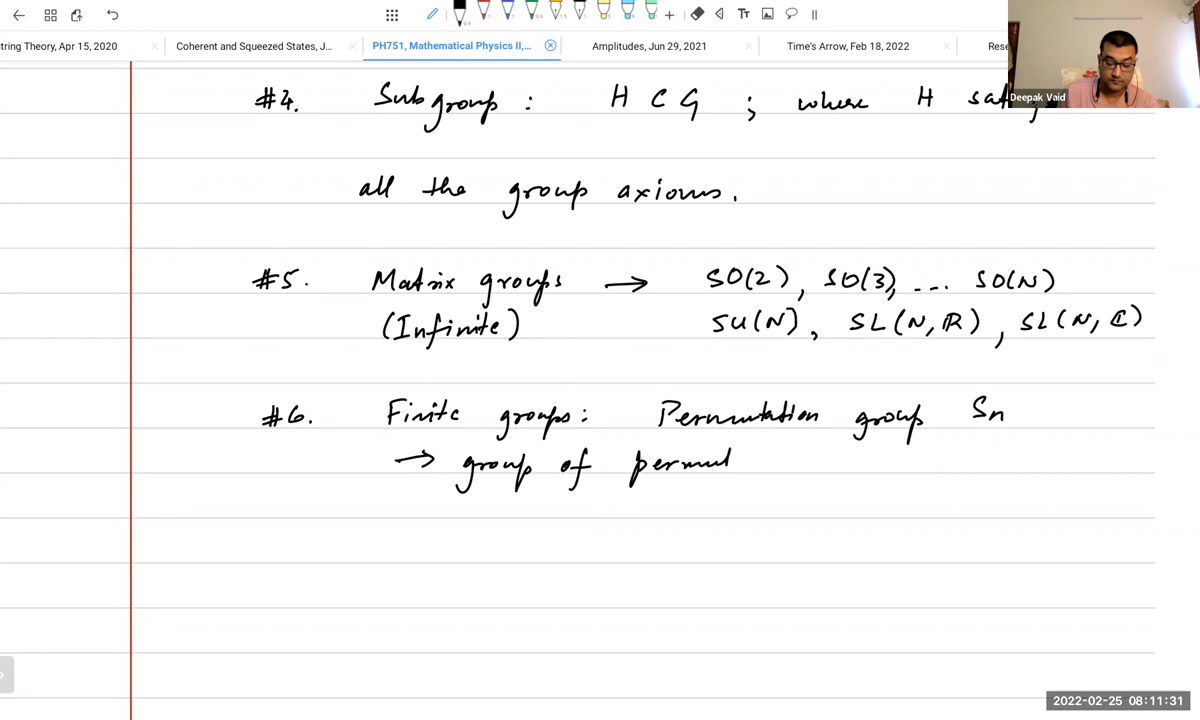 tring Theory, Apr 15, 2020
Coherent and Squeezed States, J...
PH751, Mathematical Physics II,...
Amplitudes, Jun 29, 2021
Time's Arrow, Feb 18, 2022
Rese
Deepak Vaid
#4. Subgroup : H ⊂ G ; where H sat
all the group axioms.
#5. Matrix groups → SO(2), SO(3), ... SO(N)
(Infinite) SU(N), SL(N,ℝ), SL(N,ℂ)
#6. Finite groups: Permutation group Sn
→ group of permut
2022-02-25 08:11:31